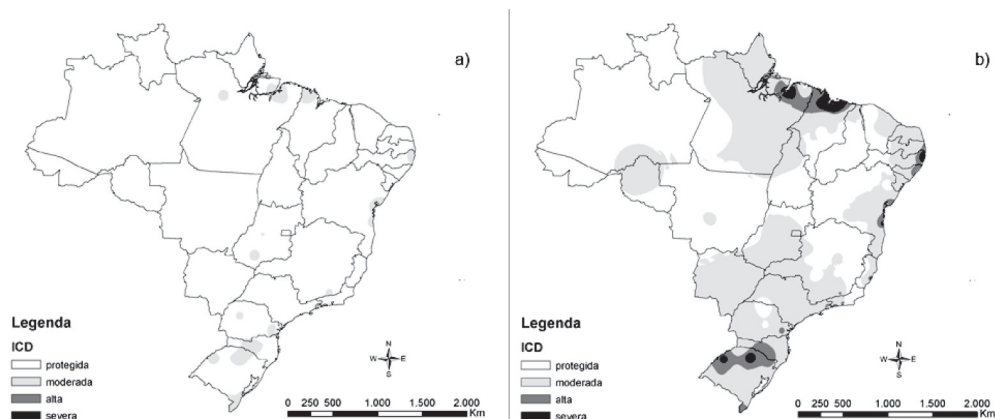 a)
Legenda
ICD
protegida
moderada
alta
severa
N
W E
S
0 250 500 1.000 1.500 2.000
Km
b)
Legenda
ICD
protegida
moderada
alta
severa
N
W E
S
0 250 500 1.000 1.500 2.000
Km